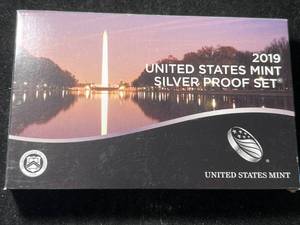 2019
UNITED STATES MINT
SILVER PROOF SET®
UNITED STATES MINT